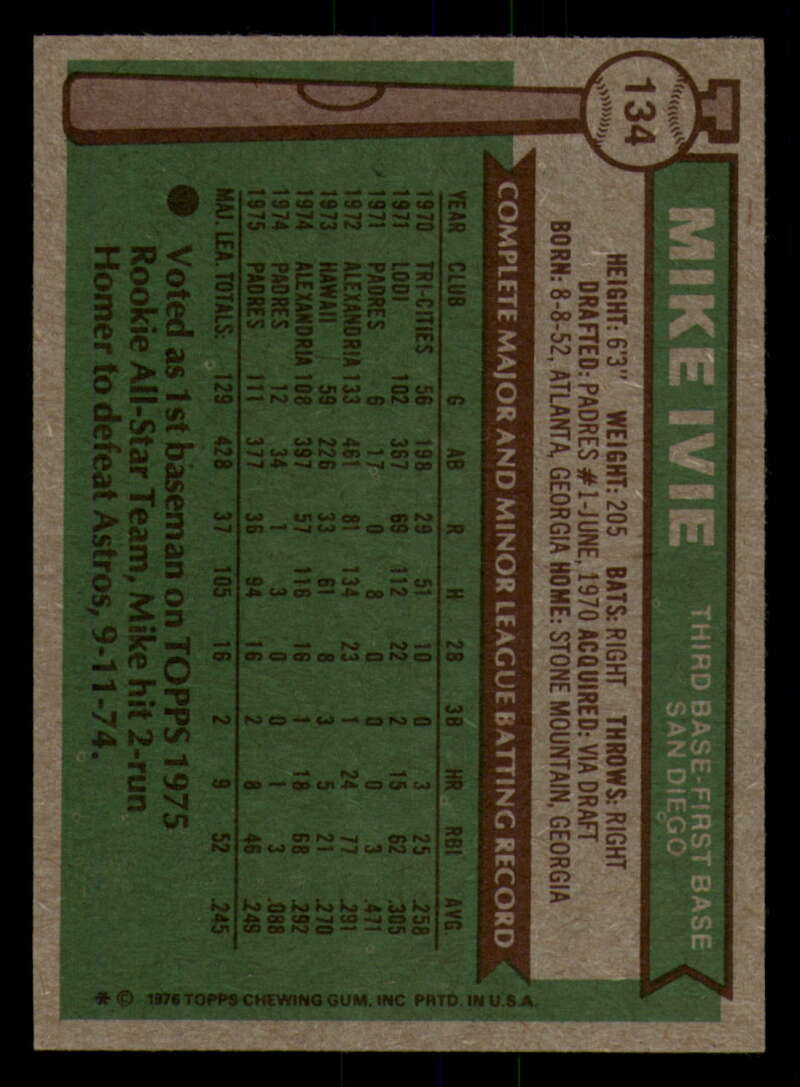 134
MIKE IVIE THIRD BASE-FIRST BASE
SAN DIEGO
HEIGHT: 6'3" WEIGHT: 205 BATS: RIGHT THROWS: RIGHT
DRAFTED: PADRES #1-JUNE, 1970 ACQUIRED: VIA DRAFT
BORN: 8-8-52, ATLANTA, GEORGIA HOME: STONE MOUNTAIN, GEORGIA
COMPLETE MAJOR AND MINOR LEAGUE BATTING RECORD
YEAR CLUB G AB R H 2B 3B HR RBI AVG.
1970 TRI-CITIES 56 198 29 51 10 0 3 25 .258
1971 LODI 102 367 69 112 22 2 15 62 .305
1971 PADRES 6 17 0 8 0 0 0 3 .471
1972 ALEXANDRIA 133 461 81 134 23 1 24 77 .291
1973 HAWAII 59 226 33 61 8 3 5 21 .270
1974 ALEXANDRIA 108 397 57 116 16 1 18 68 .292
1974 PADRES 12 34 1 3 0 0 1 3 .088
1975 PADRES 111 377 36 94 16 2 8 46 .249
MAJ. LEA. TOTALS: 129 428 37 105 16 2 9 52 .245
● Voted as 1st baseman on TOPPS 1975
Rookie All-Star Team, Mike hit 2-run
Homer to defeat Astros, 9-11-74.
* © 1976 TOPPS CHEWING GUM, INC PRTD. IN U.S.A.